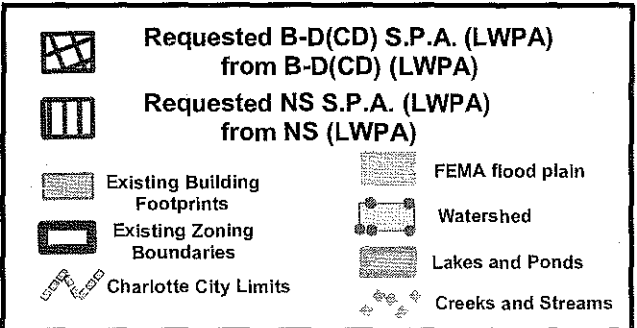 Requested B-D(CD) S.P.A. (LWPA)
from B-D(CD) (LWPA)
Requested NS S.P.A. (LWPA)
from NS (LWPA)
Existing Building
Footprints
Existing Zoning
Boundaries
Charlotte City Limits
FEMA flood plain
Watershed
Lakes and Ponds
Creeks and Streams